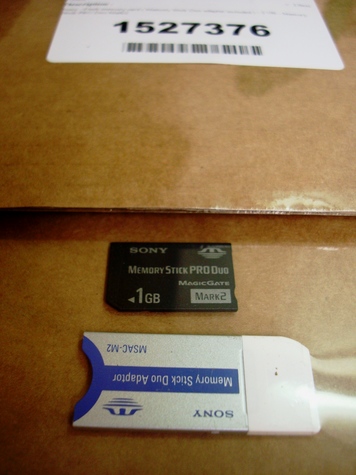 1527376
SONY
MEMORY STICK PRO DUO
MAGICGATE
1GB
MARK2
MSAC-M2
Memory Stick Duo Adaptor
SONY